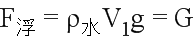 F浮 = ρ水V₁g = G